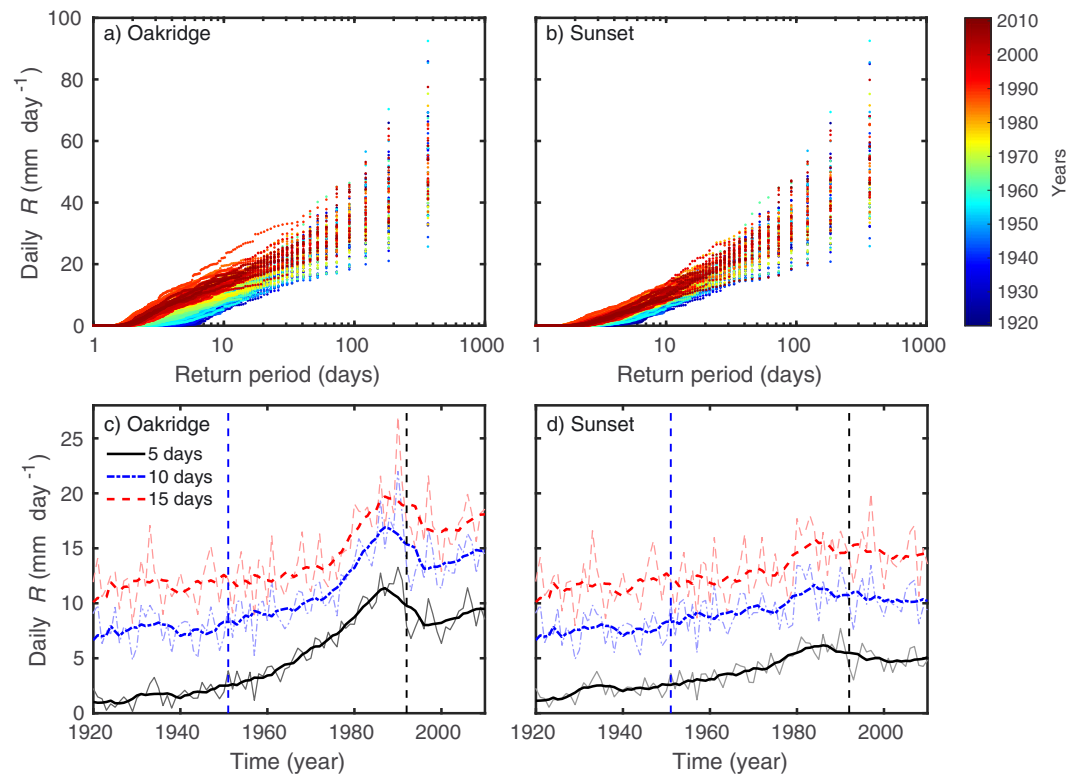 a) Oakridge
b) Sunset
100
80
60
40
20
0
Daily R (mm day-1)
1 10 100 1000
Return period (days)
1 10 100 1000
Return period (days)
2010
2000
1990
1980
1970
1960
1950
1940
1930
1920
Years
c) Oakridge
5 days
10 days
15 days
d) Sunset
25
20
15
10
5
0
Daily R (mm day-1)
1920 1940 1960 1980 2000
Time (year)
1920 1940 1960 1980 2000
Time (year)